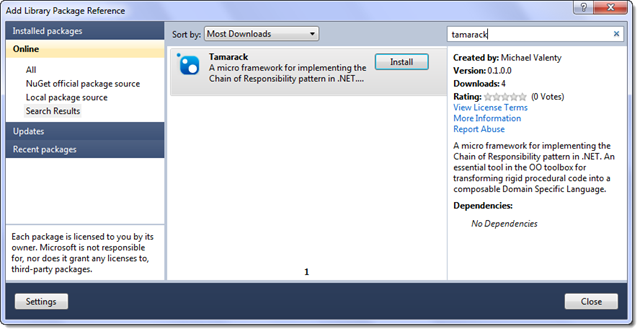 Add Library Package Reference
Installed packages
Online
All
NuGet official package source
Local package source
Search Results
Updates
Recent packages
Each package is licensed to you by its
owner. Microsoft is not responsible
for, nor does it grant any licenses to,
third-party packages.
Sort by: Most Downloads
Tamarack
A micro framework for implementing the
Chain of Responsibility pattern in .NET....
Install
1
tamarack
Created by: Michael Valenty
Version: 0.1.0.0
Downloads: 4
Rating: (0 Votes)
View License Terms
More Information
Report Abuse
A micro framework for implementing the
Chain of Responsibility pattern in .NET. An
essential tool in the OO toolbox for
transforming rigid procedural code into a
composable Domain Specific Language.
Dependencies:
No Dependencies
Settings
Close